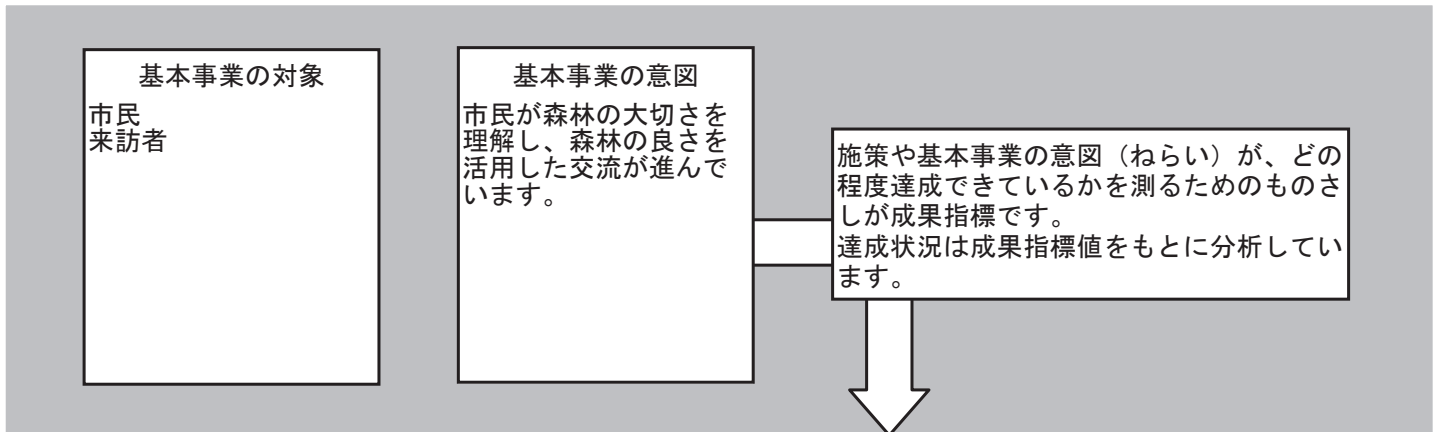 基本事業の対象
市民
来訪者
基本事業の意図
市民が森林の大切さを
理解し、森林の良さを
活用した交流が進んで
います。
施策や基本事業の意図（ねらい）が、どの
程度達成できているかを測るためのものさ
しが成果指標です。
達成状況は成果指標値をもとに分析してい
ます。